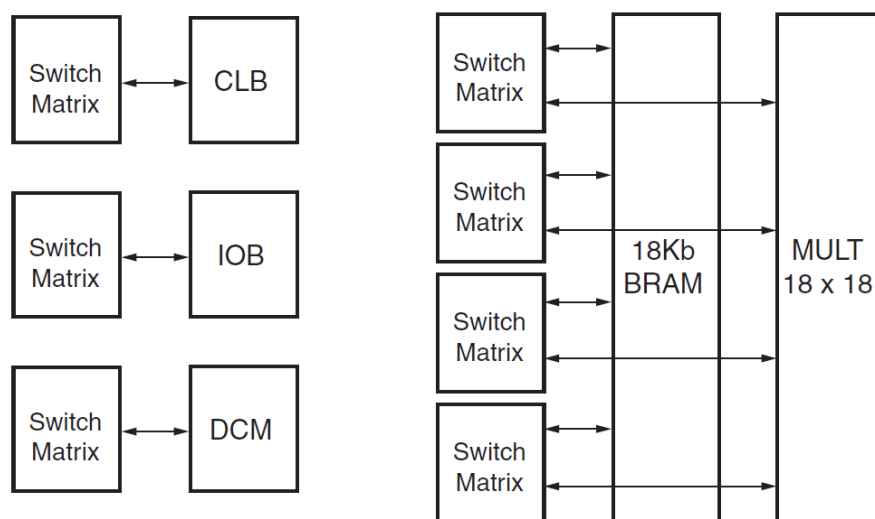 Switch
Matrix
CLB
Switch
Matrix
IOB
Switch
Matrix
DCM
Switch
Matrix
Switch
Matrix
Switch
Matrix
Switch
Matrix
18Kb
BRAM
MULT
18 x 18